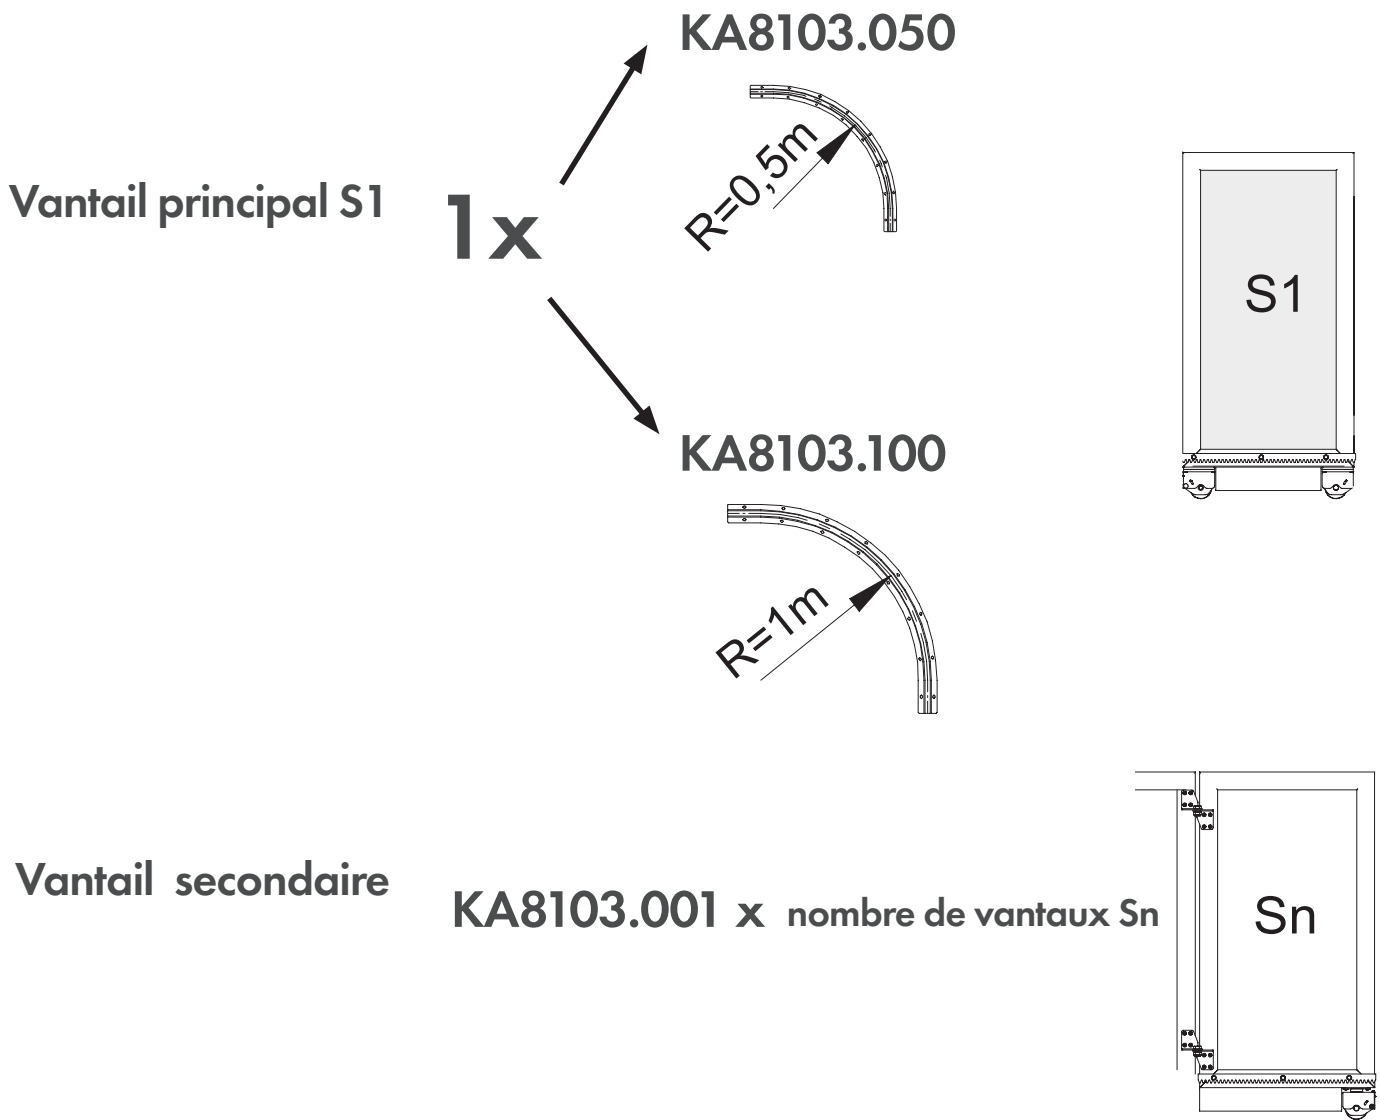 KA8103.050
R=0,5m
Vantail principal S1
1x
S1
KA8103.100
R=1m
Vantail secondaire
KA8103.001 x nombre de vantaux Sn
Sn